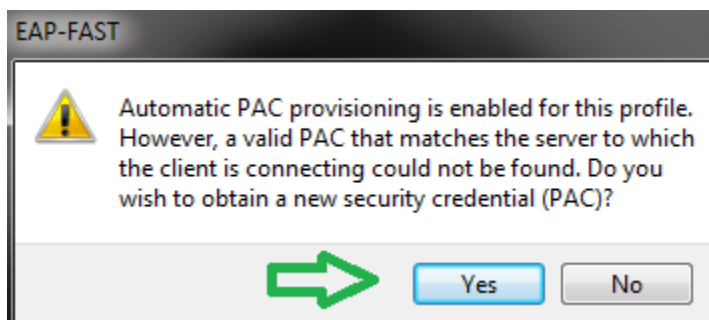 EAP-FAST
Automatic PAC provisioning is enabled for this profile.
However, a valid PAC that matches the server to which
the client is connecting could not be found. Do you
wish to obtain a new security credential (PAC)?
Yes No